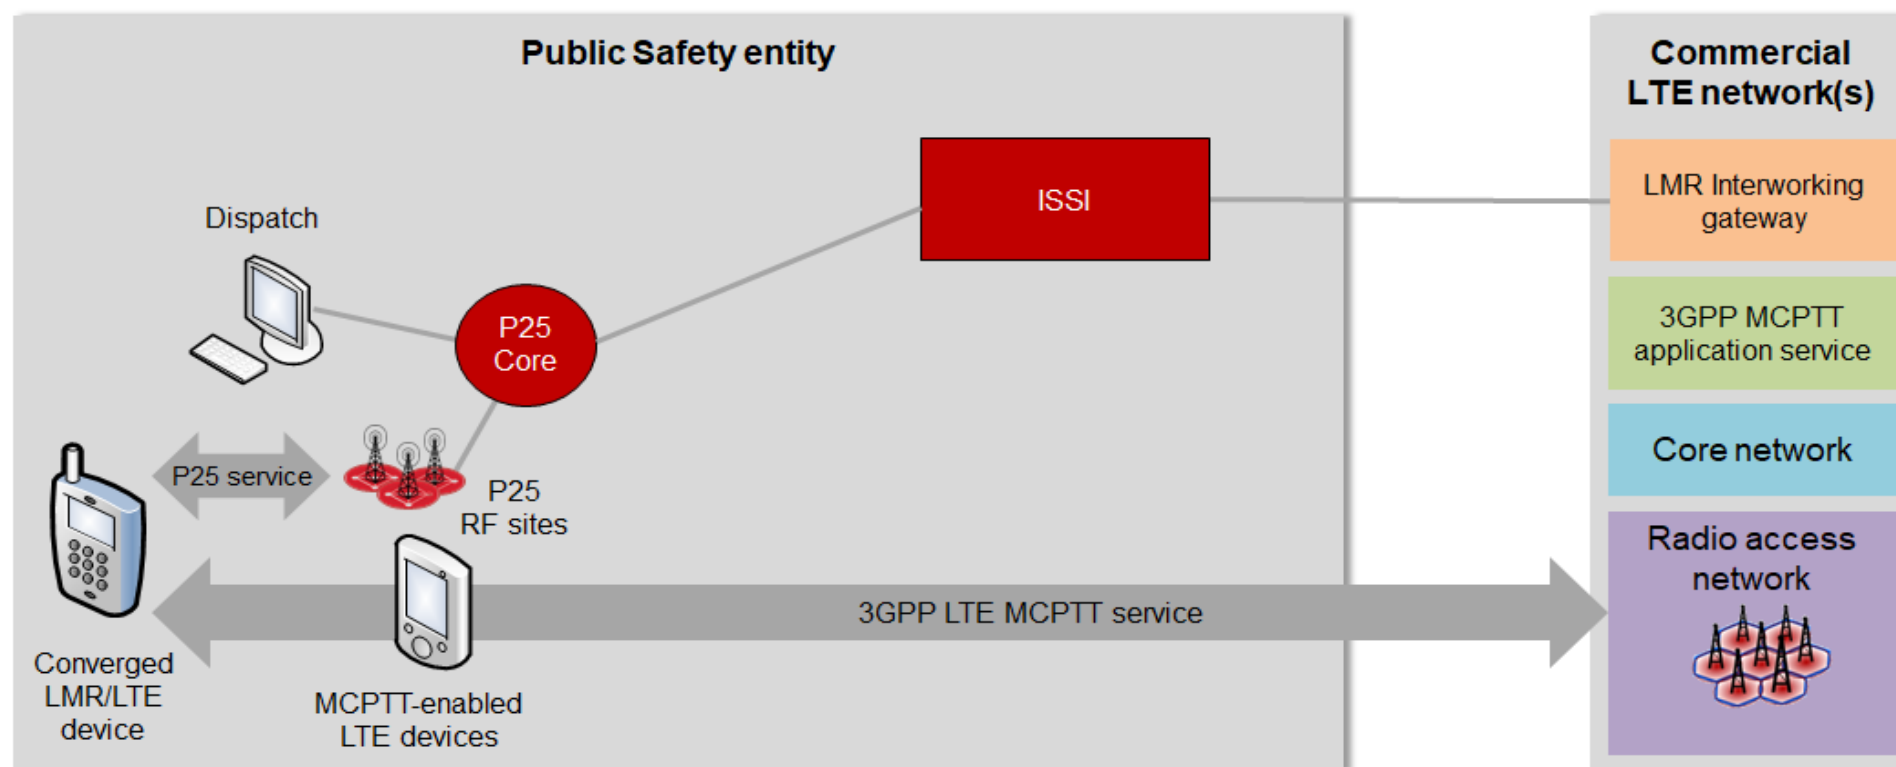 Public Safety entity
Commercial
LTE network(s)
ISSI
LMR Interworking
gateway
Dispatch
P25
Core
3GPP MCPTT
application service
Core network
P25 service
P25
RF sites
Radio access
network
3GPP LTE MCPTT service
Converged
LMR/LTE
device
MCPTT-enabled
LTE devices